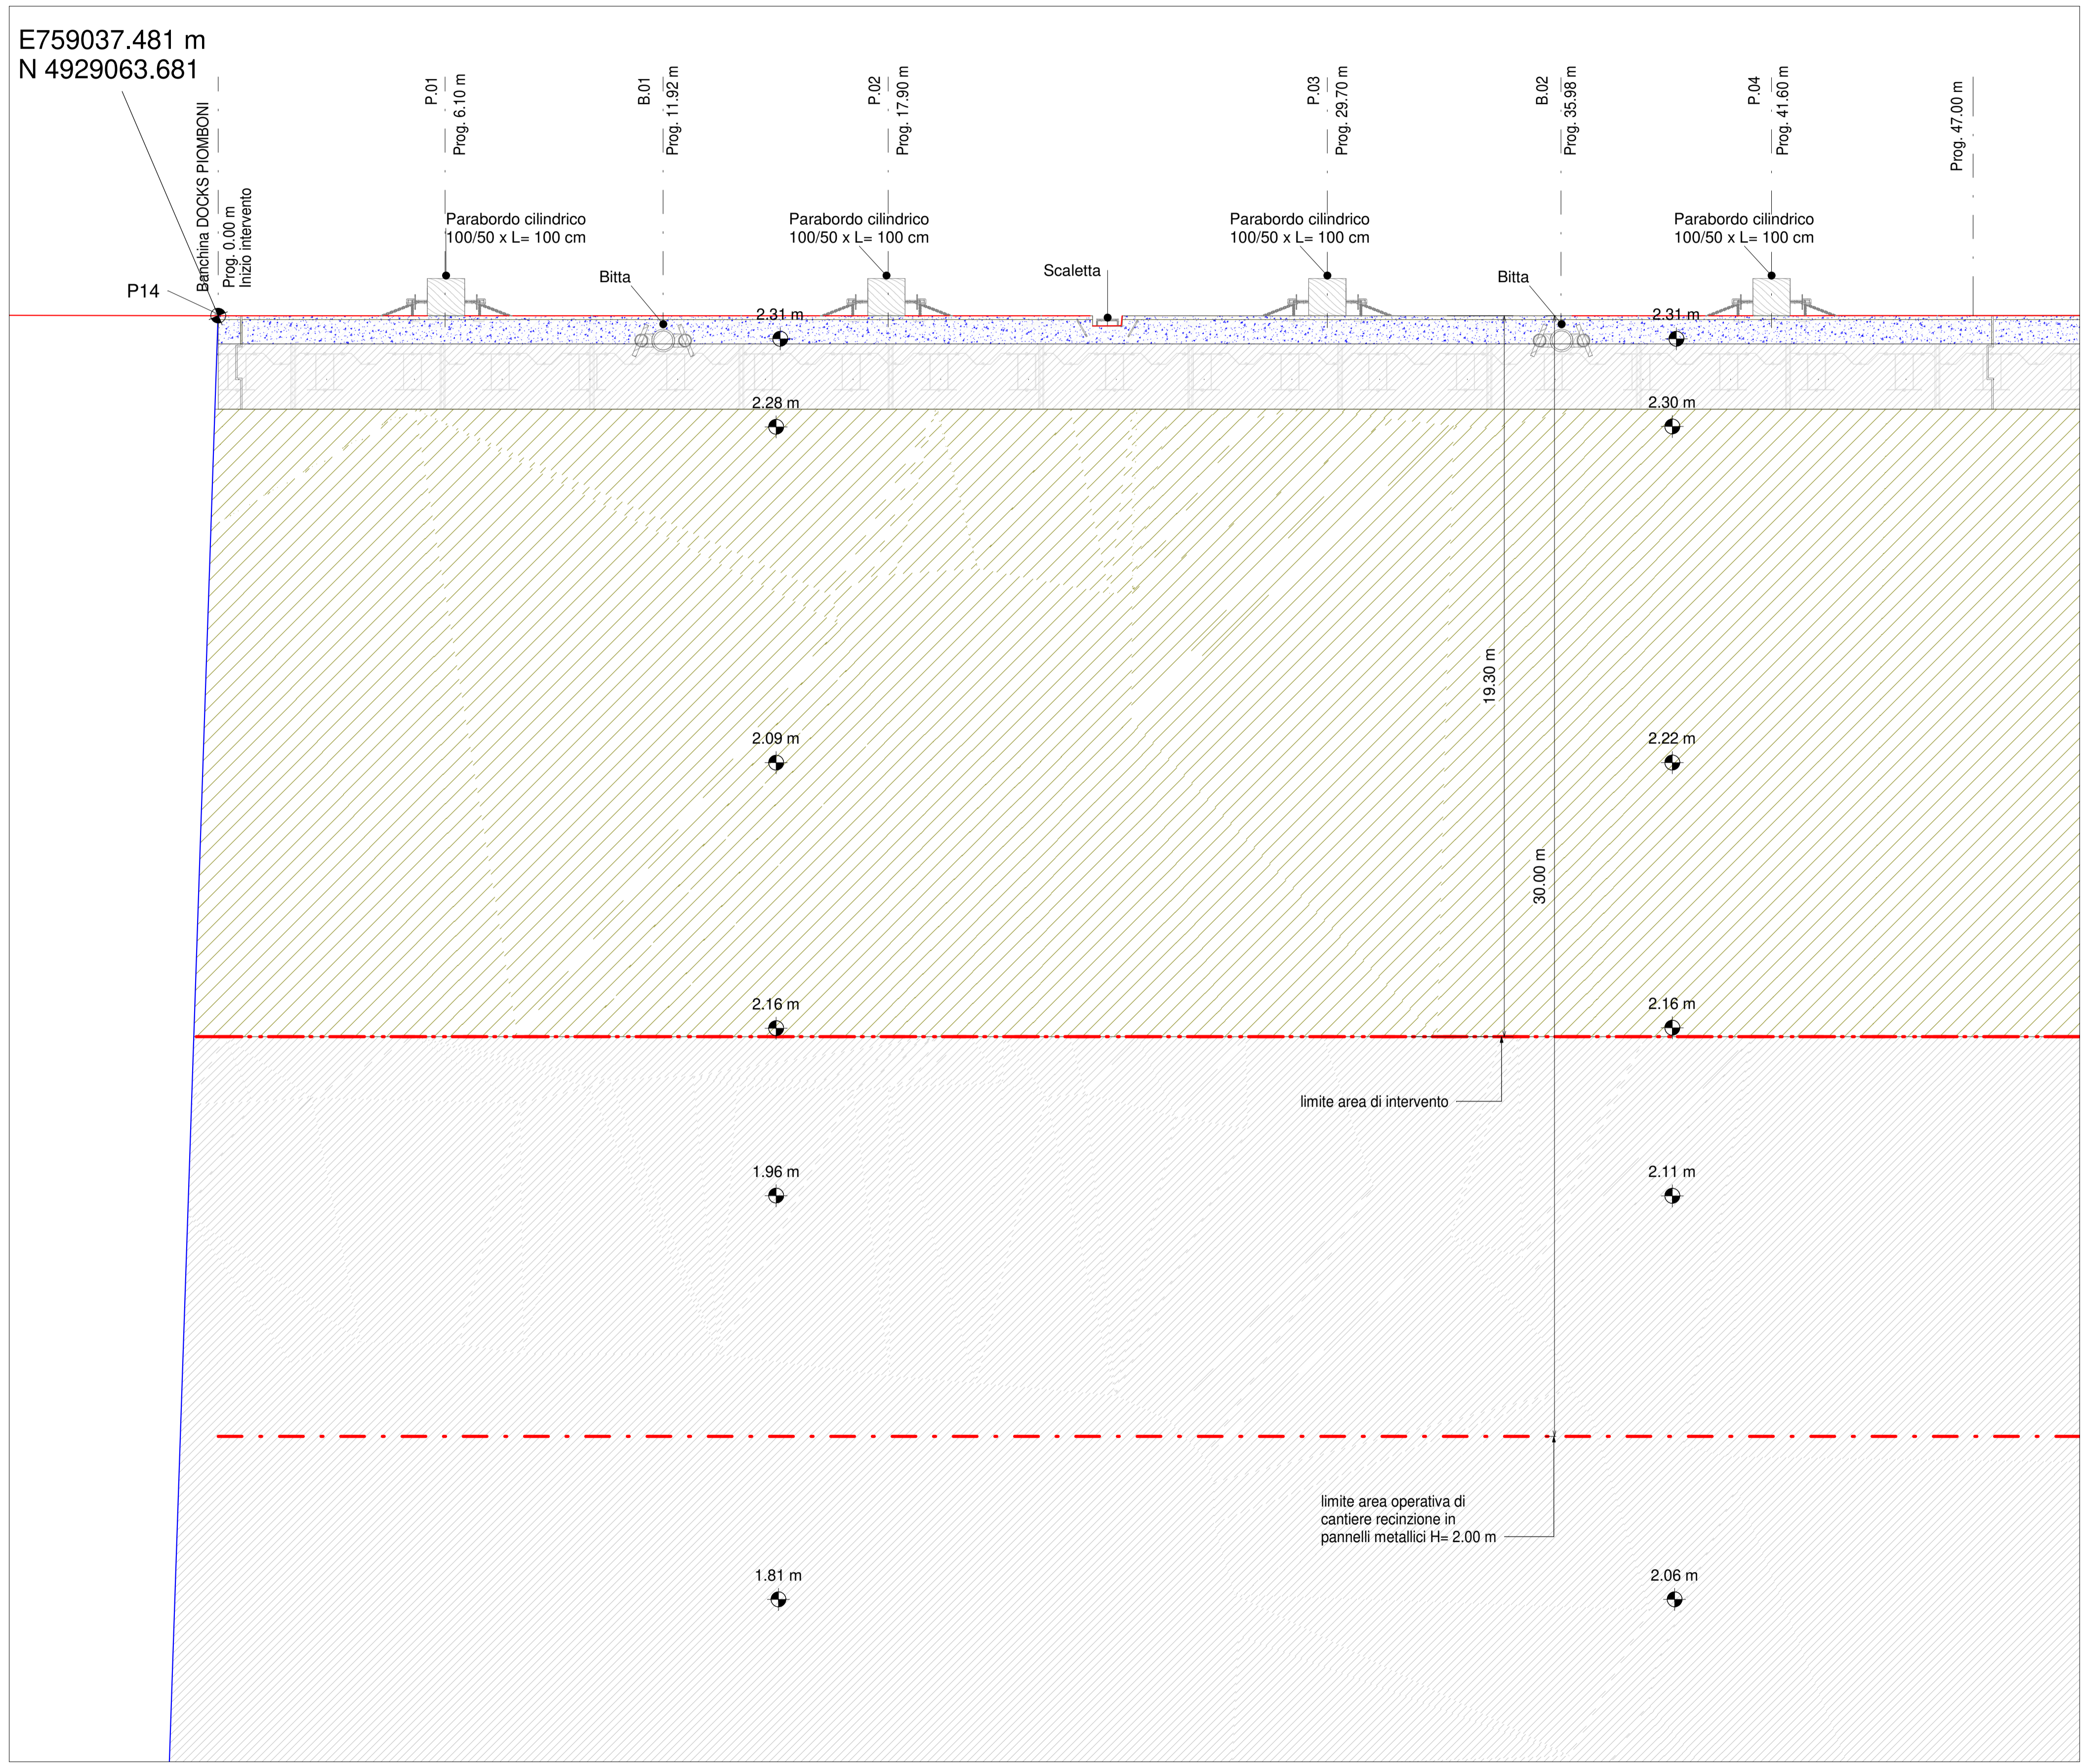 E759037.481 m
N 4929063.681
Banchina DOCKS PIOMBONI
Prog. 0.00 m
Inizio intervento
P.01
Prog. 6.10 m
B.01
Prog. 11.92 m
P.02
Prog. 17.90 m
P.03
Prog. 29.70 m
B.02
Prog. 35.98 m
P.04
Prog. 41.60 m
Prog. 47.00 m
Parabordo cilindrico
100/50 x L= 100 cm
Parabordo cilindrico
100/50 x L= 100 cm
Parabordo cilindrico
100/50 x L= 100 cm
Parabordo cilindrico
100/50 x L= 100 cm
P14
Bitta
Scaletta
Bitta
2.31 m
2.31 m
2.28 m
2.30 m
19.30 m
2.09 m
2.22 m
30.00 m
2.16 m
2.16 m
limite area di intervento
1.96 m
2.11 m
limite area operativa di
cantiere recinzione in
pannelli metallici H= 2.00 m
1.81 m
2.06 m